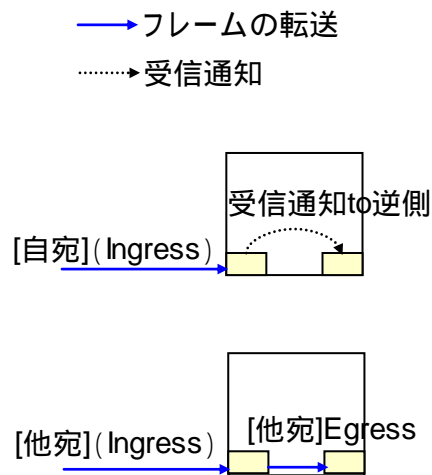 フレームの転送
受信通知
受信通知to逆側
[自宛](Ingress)
[他宛]Egress
[他宛](Ingress)